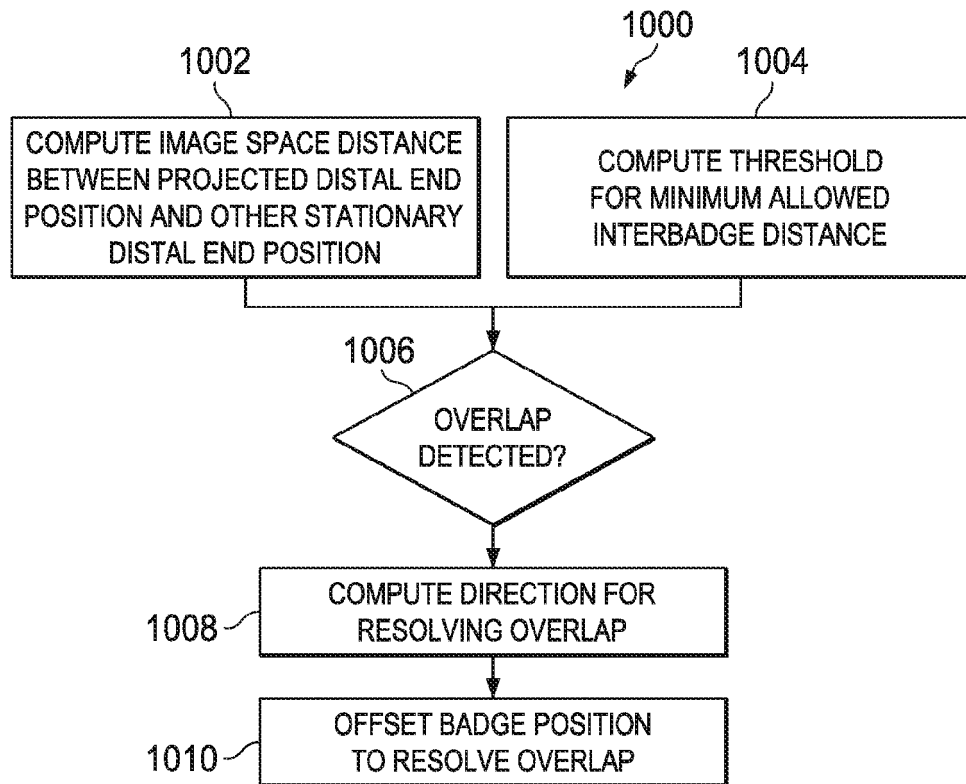 1000
1002
1004
COMPUTE IMAGE SPACE DISTANCE
BETWEEN PROJECTED DISTAL END
POSITION AND OTHER STATIONARY
DISTAL END POSITION
COMPUTE THRESHOLD
FOR MINIMUM ALLOWED
INTERBADGE DISTANCE
1006
OVERLAP
DETECTED?
COMPUTE DIRECTION FOR
RESOLVING OVERLAP
1008
OFFSET BADGE POSITION
TO RESOLVE OVERLAP
1010